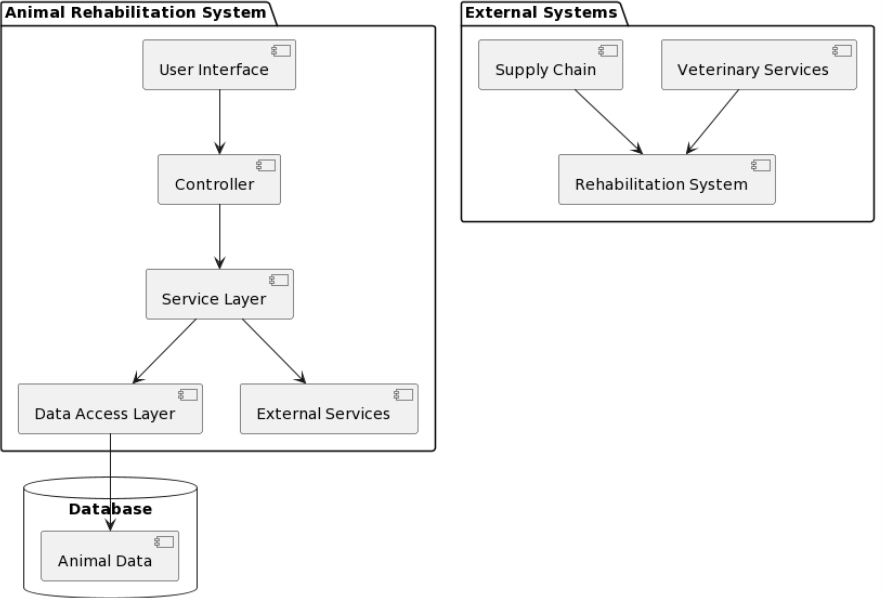 Animal Rehabilitation System
User Interface
Controller
Service Layer
Data Access Layer
External Services
Database
Animal Data
External Systems
Supply Chain
Veterinary Services
Rehabilitation System